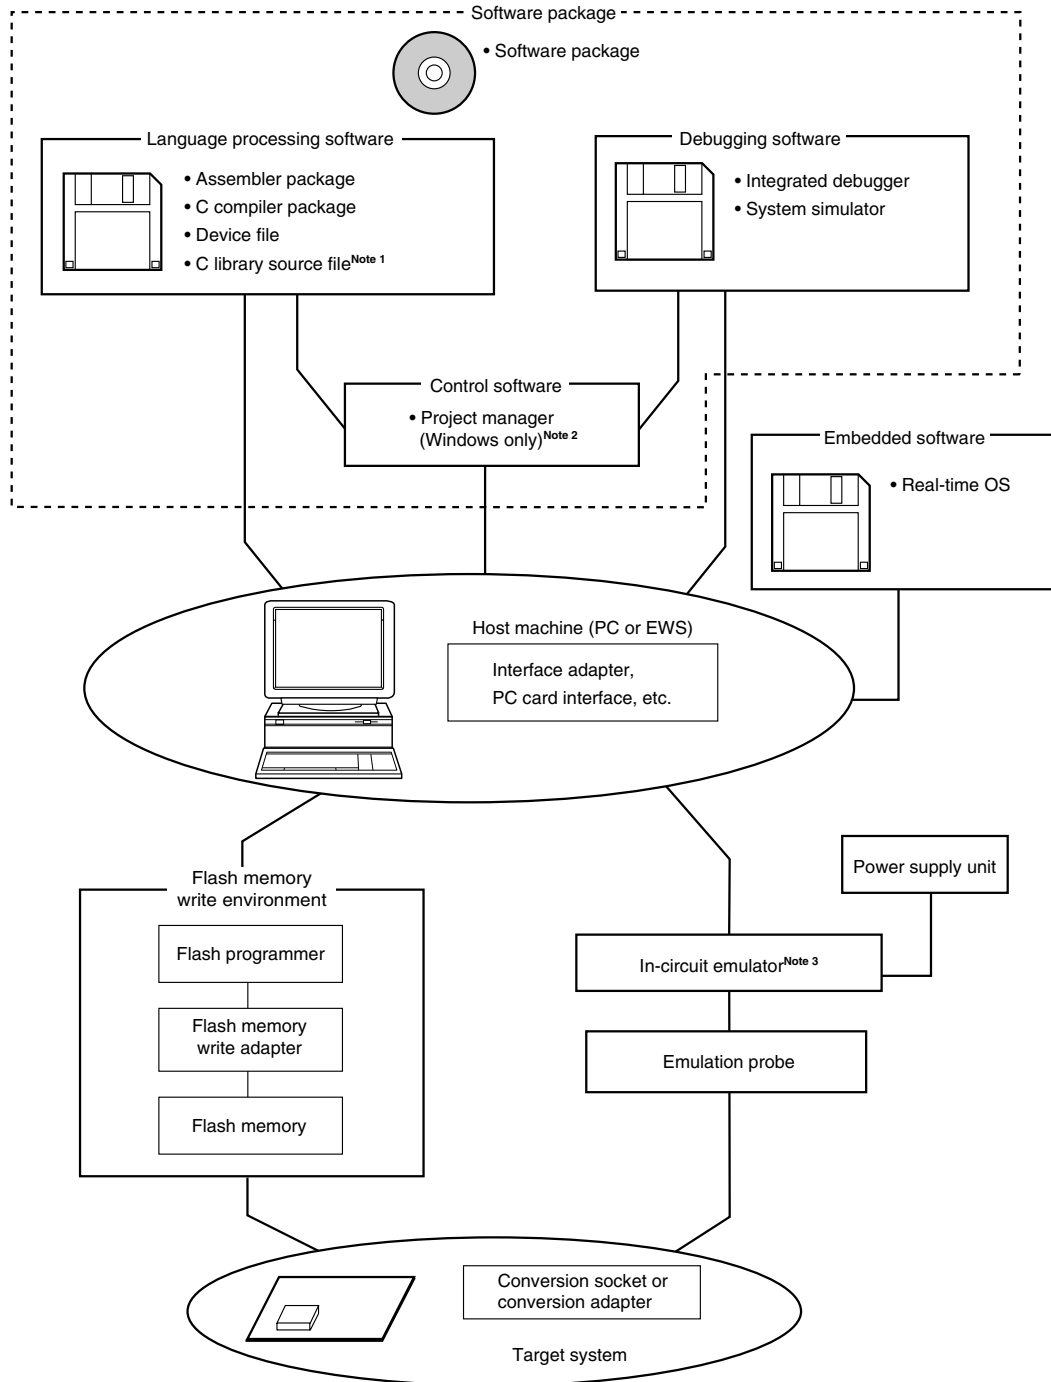 Software package
• Software package
Language processing software
• Assembler package
• C compiler package
• Device file
• C library source fileNote 1
Debugging software
• Integrated debugger
• System simulator
Control software
• Project manager
(Windows only)Note 2
Embedded software
• Real-time OS
Host machine (PC or EWS)
Interface adapter,
PC card interface, etc.
Flash memory
write environment
Flash programmer
Flash memory
write adapter
Flash memory
Power supply unit
In-circuit emulatorNote 3
Emulation probe
Conversion socket or
conversion adapter
Target system